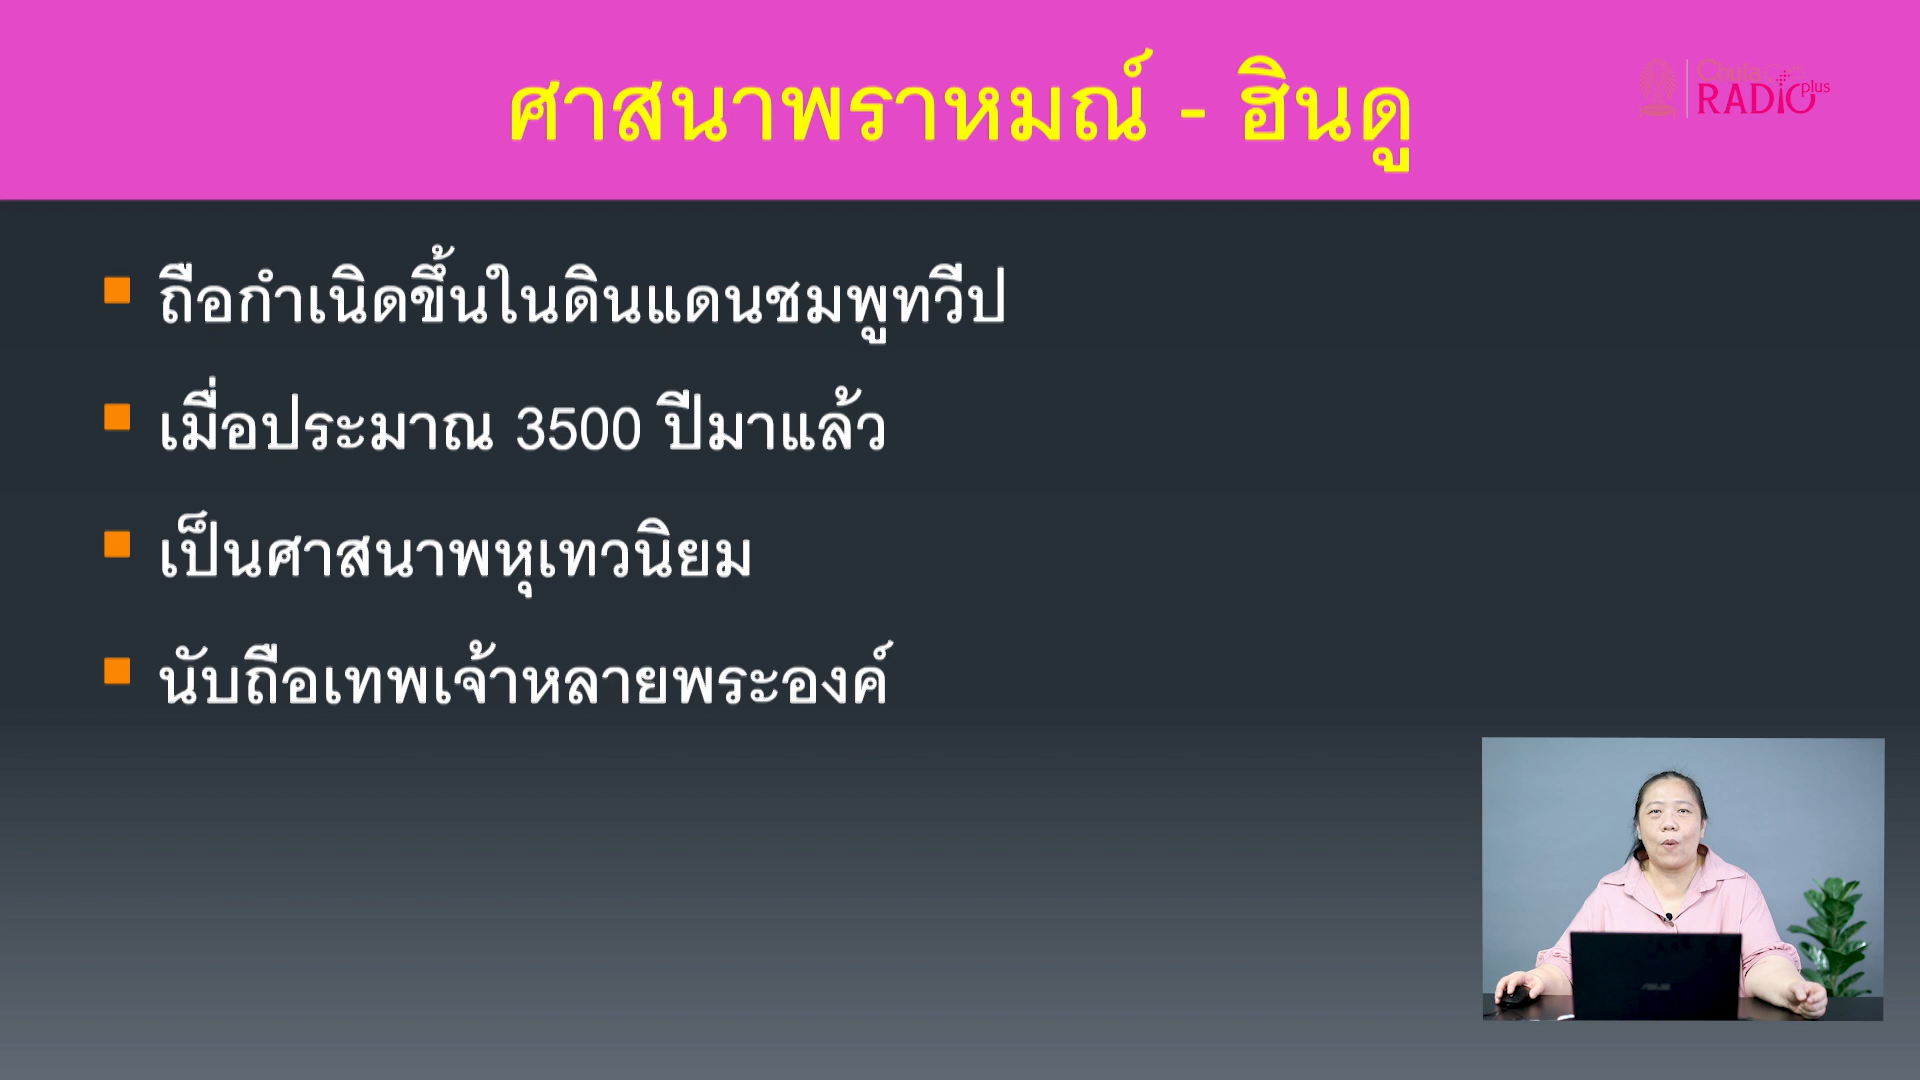 ศาสนาพราหมณ์ - ฮินดู
Chula
RADIO plus
ถือกำเนิดขึ้นในดินแดนชมพูทวีป
เมื่อประมาณ 3500 ปีมาแล้ว
เป็นศาสนาพหุเทวนิยม
นับถือเทพเจ้าหลายพระองค์
ASUS